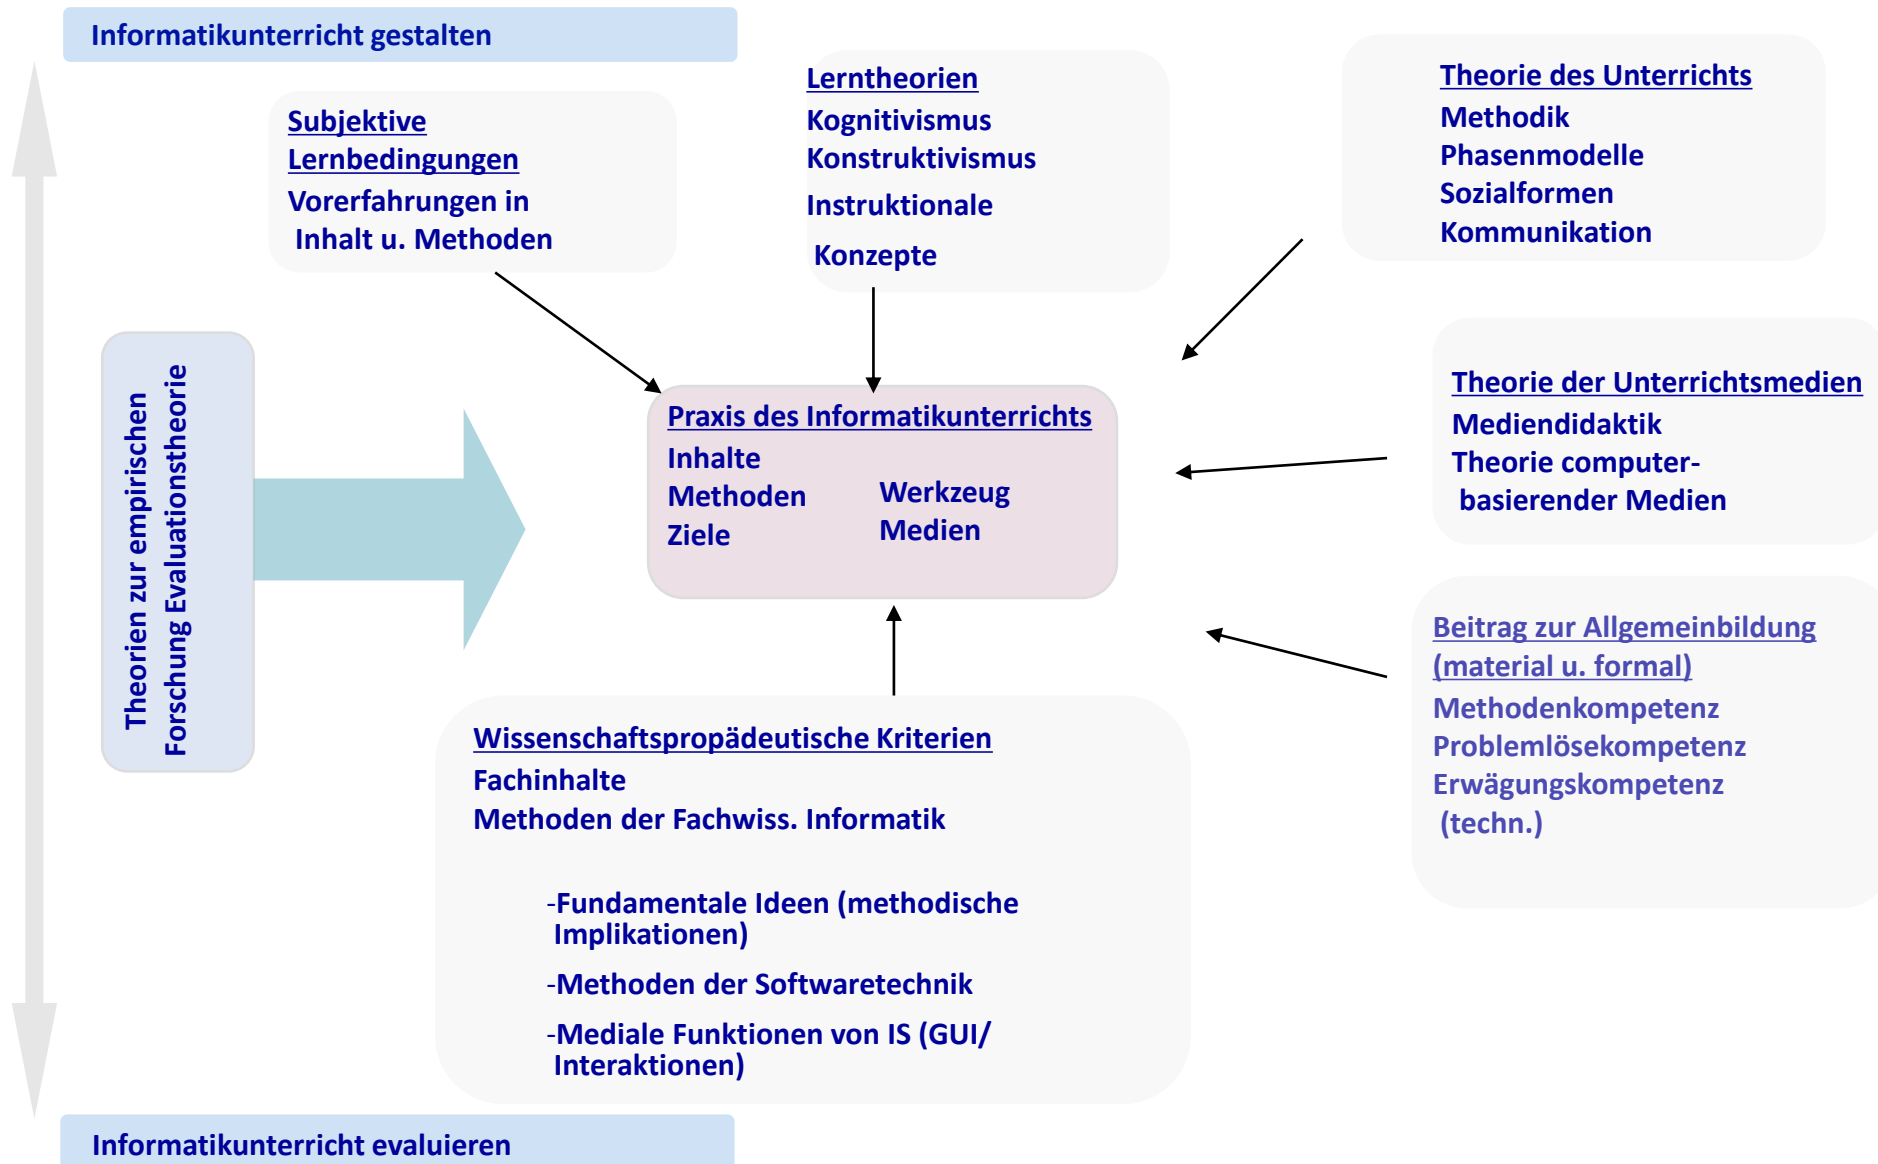 Informatikunterricht gestalten
Subjektive
Lernbedingungen
Vorerfahrungen in
Inhalt u. Methoden
Lerntheorien
Kognitivismus
Konstruktivismus
Instruktionale
Konzepte
Theorie des Unterrichts
Methodik
Phasenmodelle
Sozialformen
Kommunikation
Theorien zur empirischen
Forschung Evaluationstheorie
Praxis des Informatikunterrichts
Inhalte
Methoden
Ziele
Werkzeug
Medien
Theorie der Unterrichtsmedien
Mediendidaktik
Theorie computer-
basierender Medien
Beitrag zur Allgemeinbildung
(material u. formal)
Methodenkompetenz
Problemlösekompetenz
Erwägungskompetenz
(techn.)
Wissenschaftspropädeutische Kriterien
Fachinhalte
Methoden der Fachwiss. Informatik
-Fundamentale Ideen (methodische
Implikationen)
-Methoden der Softwaretechnik
-Mediale Funktionen von IS (GUI/
Interaktionen)
Informatikunterricht evaluieren